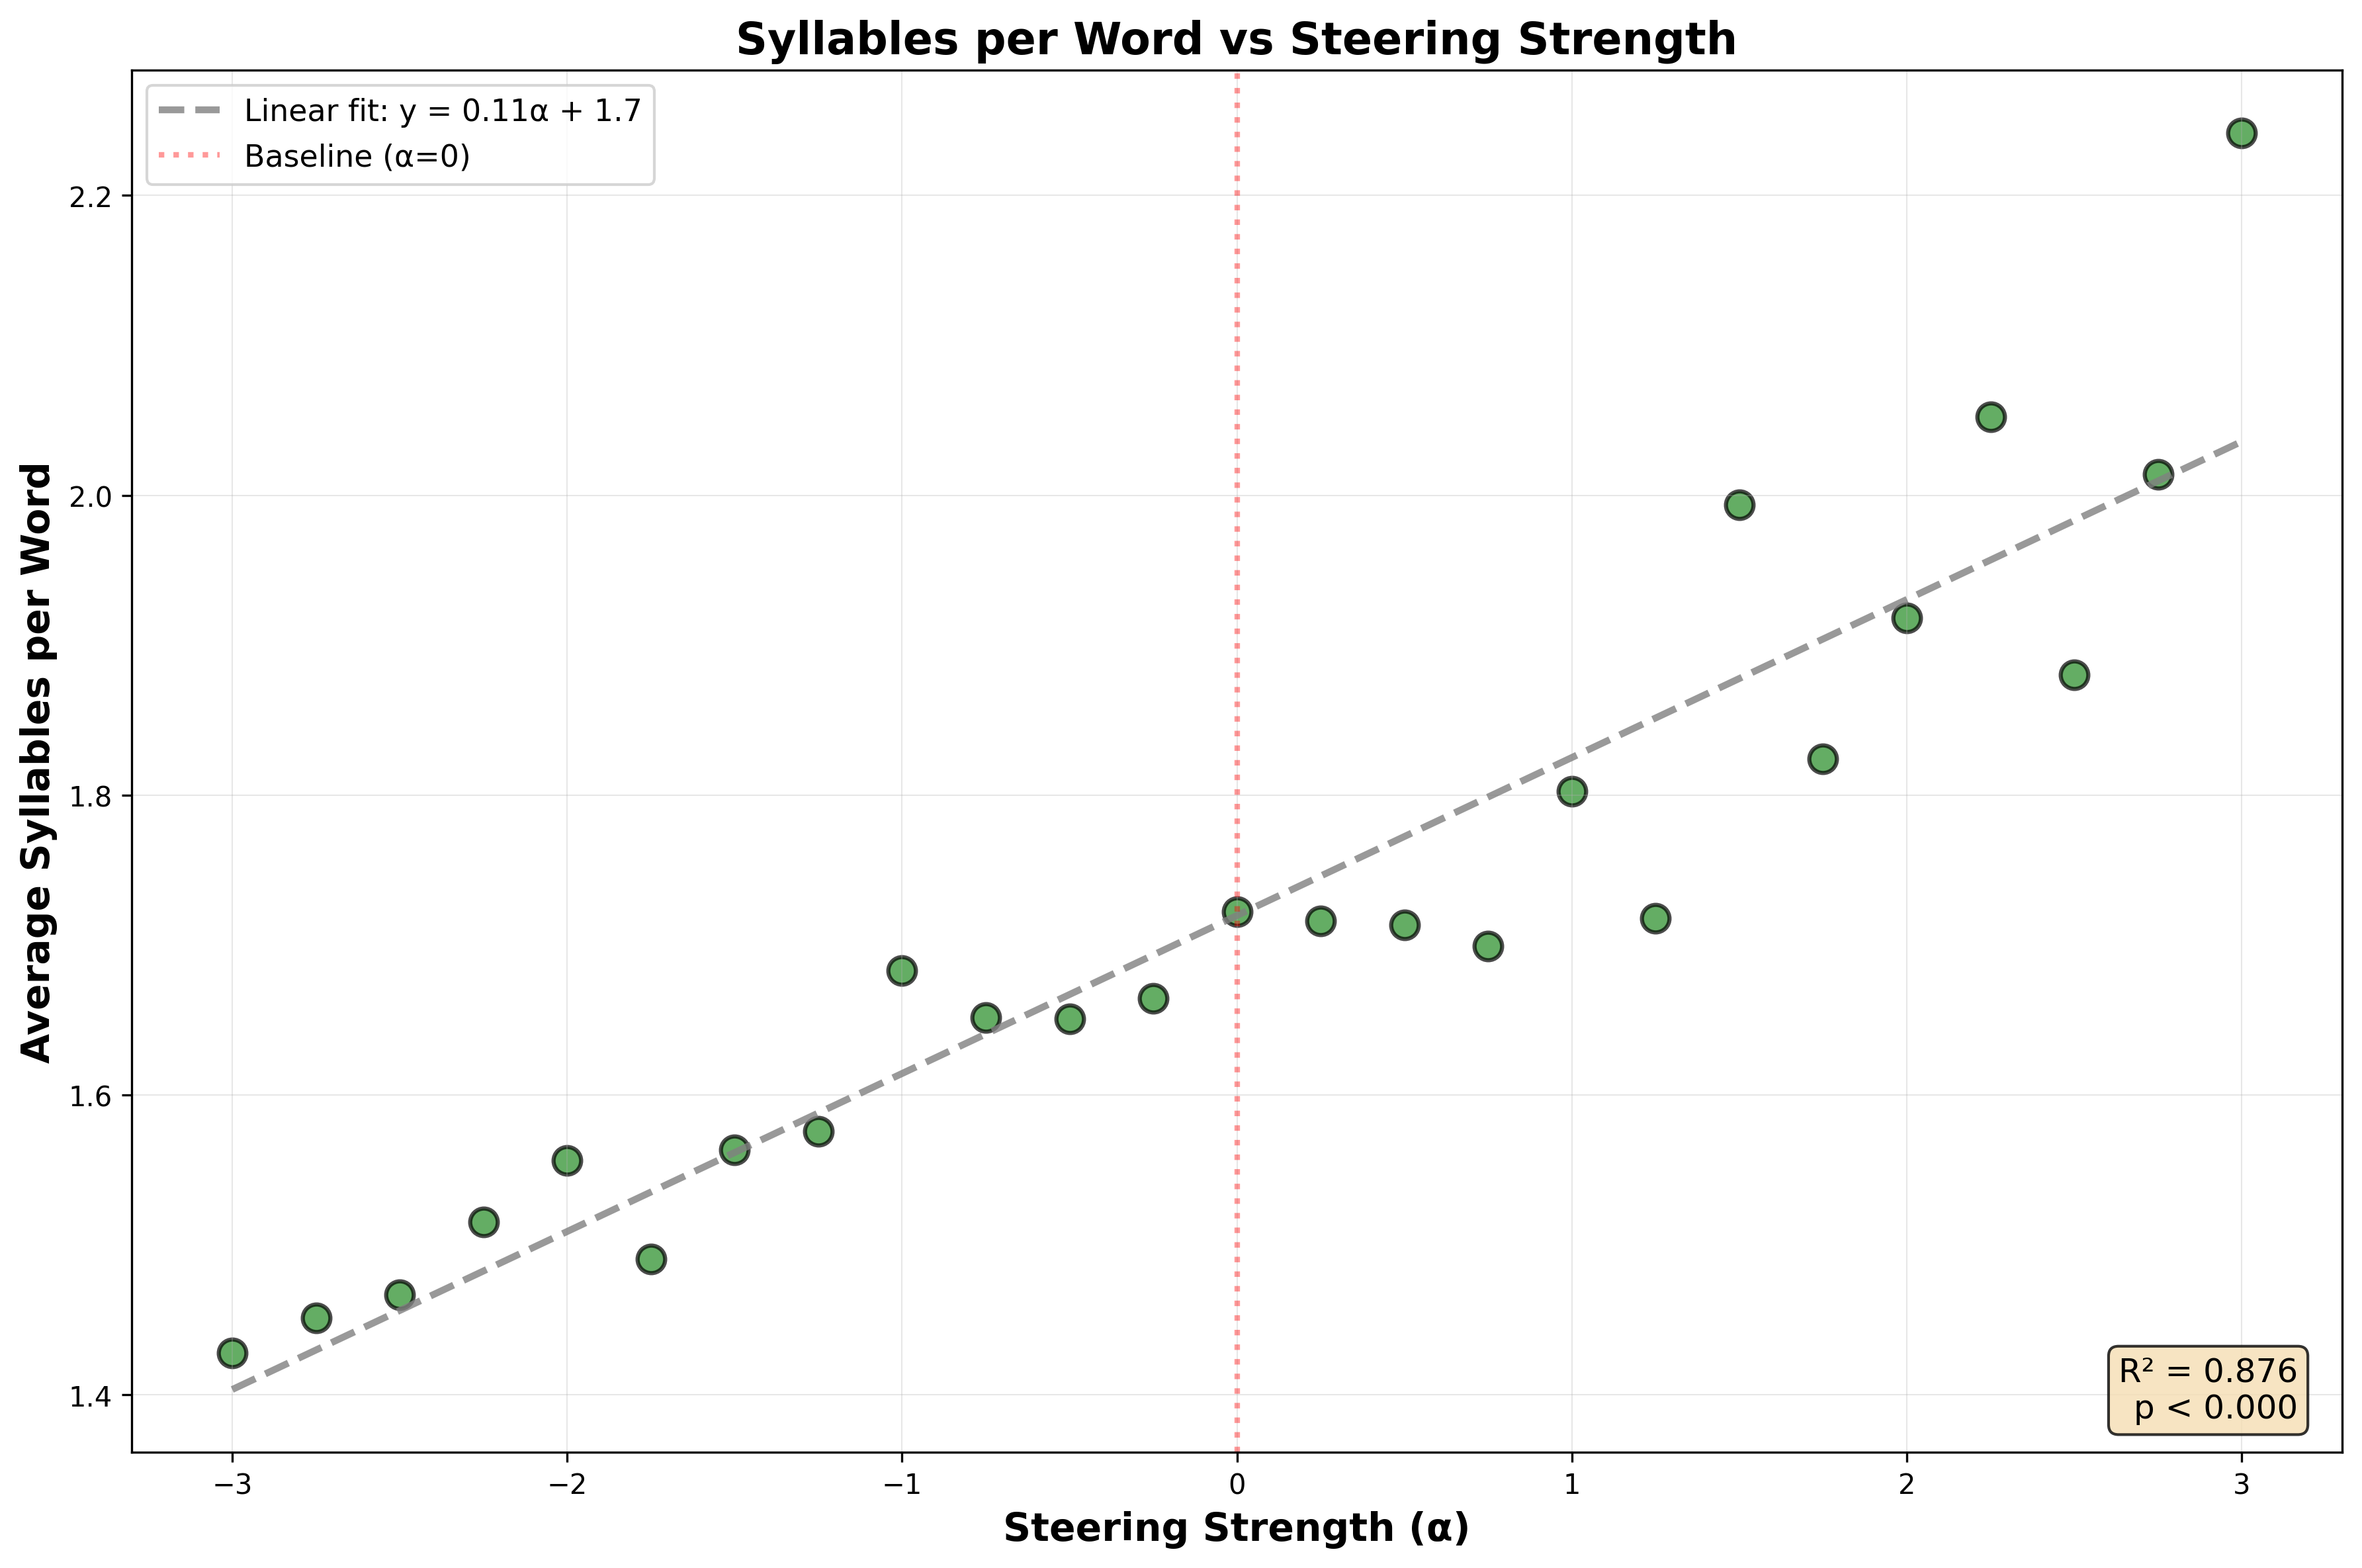 Syllables per Word vs Steering Strength
Linear fit: y = 0.11α + 1.7
Baseline (α=0)
Average Syllables per Word
2.2
2.0
1.8
1.6
1.4
R² = 0.876
p < 0.000
−3
−2
−1
0
1
2
3
Steering Strength (α)